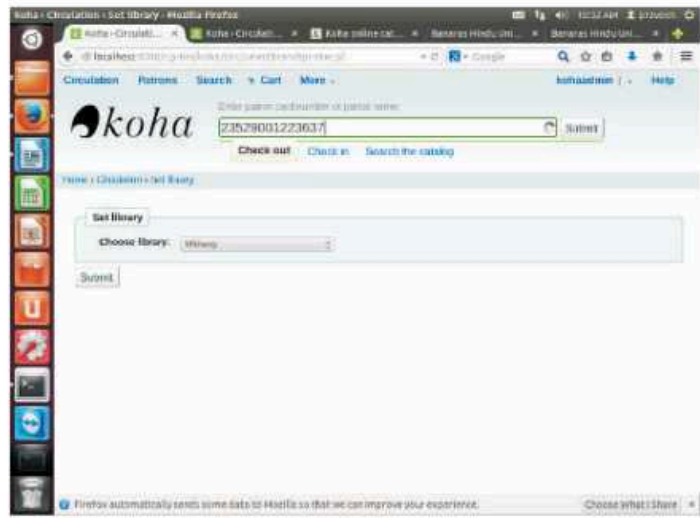 Koha › Circulation › Set library - Mozilla Firefox
Koha › Circulati... Koha › Circulati... Koha online cat... Banaras Hindu Uni... Banaras Hindu Uni...
localhost
Google
Circulation Patrons Search Cart More
kohaadmin Help
koha
Enter patron cardnumber or partial name:
23529001223637
Submit
Check out Check in Search the catalog
Home › Circulation › Set library
Set library
Choose library: Midway
Submit
Firefox automatically sends some data to Mozilla so that we can improve your experience.
Choose What I Share